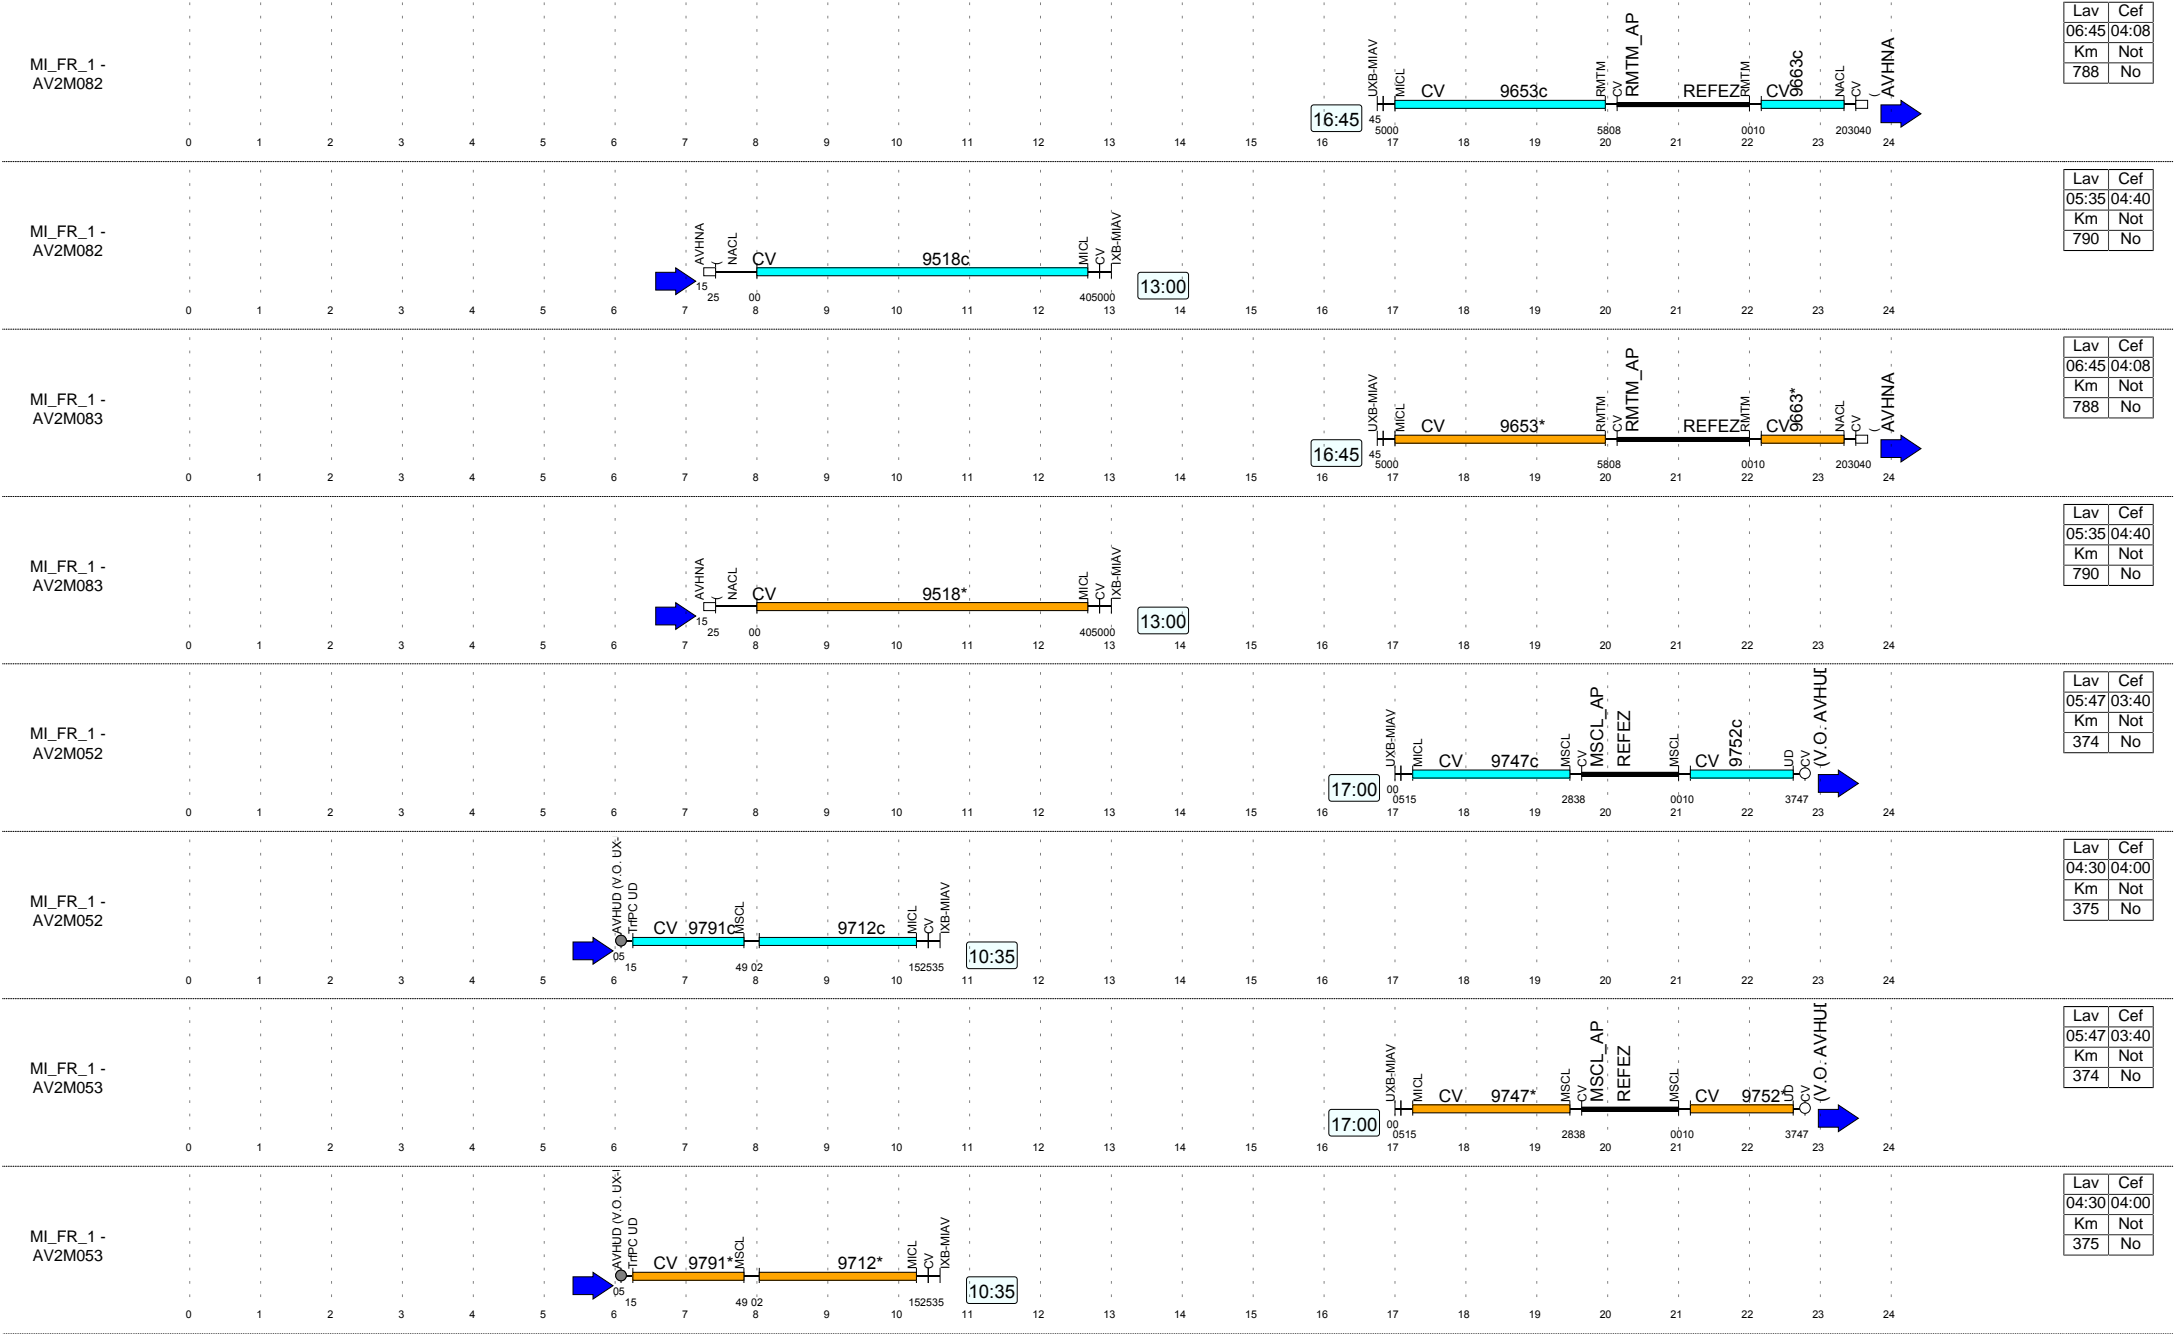 Lav Cef
06:45 04:08
Km Not
788 No
MI_FR_1 -
AV2M082
16:45
UXB-MIAV MICL CV 9653c RMTM CV RMTM_AP REFEZ RMTM CV 9663c NACL CV ( AVHNA
45 5000 5808 0010 203040
0 1 2 3 4 5 6 7 8 9 10 11 12 13 14 15 16 17 18 19 20 21 22 23 24
Lav Cef
05:35 04:40
Km Not
790 No
MI_FR_1 -
AV2M082
AVHNA ( NACL CV 9518c MICL CV IXB-MIAV
15 25 00 405000
13:00
0 1 2 3 4 5 6 7 8 9 10 11 12 13 14 15 16 17 18 19 20 21 22 23 24
Lav Cef
06:45 04:08
Km Not
788 No
MI_FR_1 -
AV2M083
16:45
UXB-MIAV MICL CV 9653* RMTM CV RMTM_AP REFEZ RMTM CV 9663* NACL CV ( AVHNA
45 5000 5808 0010 203040
0 1 2 3 4 5 6 7 8 9 10 11 12 13 14 15 16 17 18 19 20 21 22 23 24
Lav Cef
05:35 04:40
Km Not
790 No
MI_FR_1 -
AV2M083
AVHNA ( NACL CV 9518* MICL CV IXB-MIAV
15 25 00 405000
13:00
0 1 2 3 4 5 6 7 8 9 10 11 12 13 14 15 16 17 18 19 20 21 22 23 24
Lav Cef
05:47 03:40
Km Not
374 No
MI_FR_1 -
AV2M052
17:00
UXB-MIAV MICL CV 9747c MSCL CV MSCL_AP REFEZ MSCL CV 9752c UD CV (V.O. AVHUD
00 0515 2838 0010 3747
0 1 2 3 4 5 6 7 8 9 10 11 12 13 14 15 16 17 18 19 20 21 22 23 24
Lav Cef
04:30 04:00
Km Not
375 No
MI_FR_1 -
AV2M052
AVHUD (V.O. UX- TrfPC UD CV 9791c MSCL 9712c MICL CV IXB-MIAV
05 15 49 02 152535
10:35
0 1 2 3 4 5 6 7 8 9 10 11 12 13 14 15 16 17 18 19 20 21 22 23 24
Lav Cef
05:47 03:40
Km Not
374 No
MI_FR_1 -
AV2M053
17:00
UXB-MIAV MICL CV 9747* MSCL CV MSCL_AP REFEZ MSCL CV 9752* UD CV (V.O. AVHUD
00 0515 2838 0010 3747
0 1 2 3 4 5 6 7 8 9 10 11 12 13 14 15 16 17 18 19 20 21 22 23 24
Lav Cef
04:30 04:00
Km Not
375 No
MI_FR_1 -
AV2M053
AVHUD (V.O. UX-I TrfPC UD CV 9791* MSCL 9712* MICL CV IXB-MIAV
05 15 49 02 152535
10:35
0 1 2 3 4 5 6 7 8 9 10 11 12 13 14 15 16 17 18 19 20 21 22 23 24